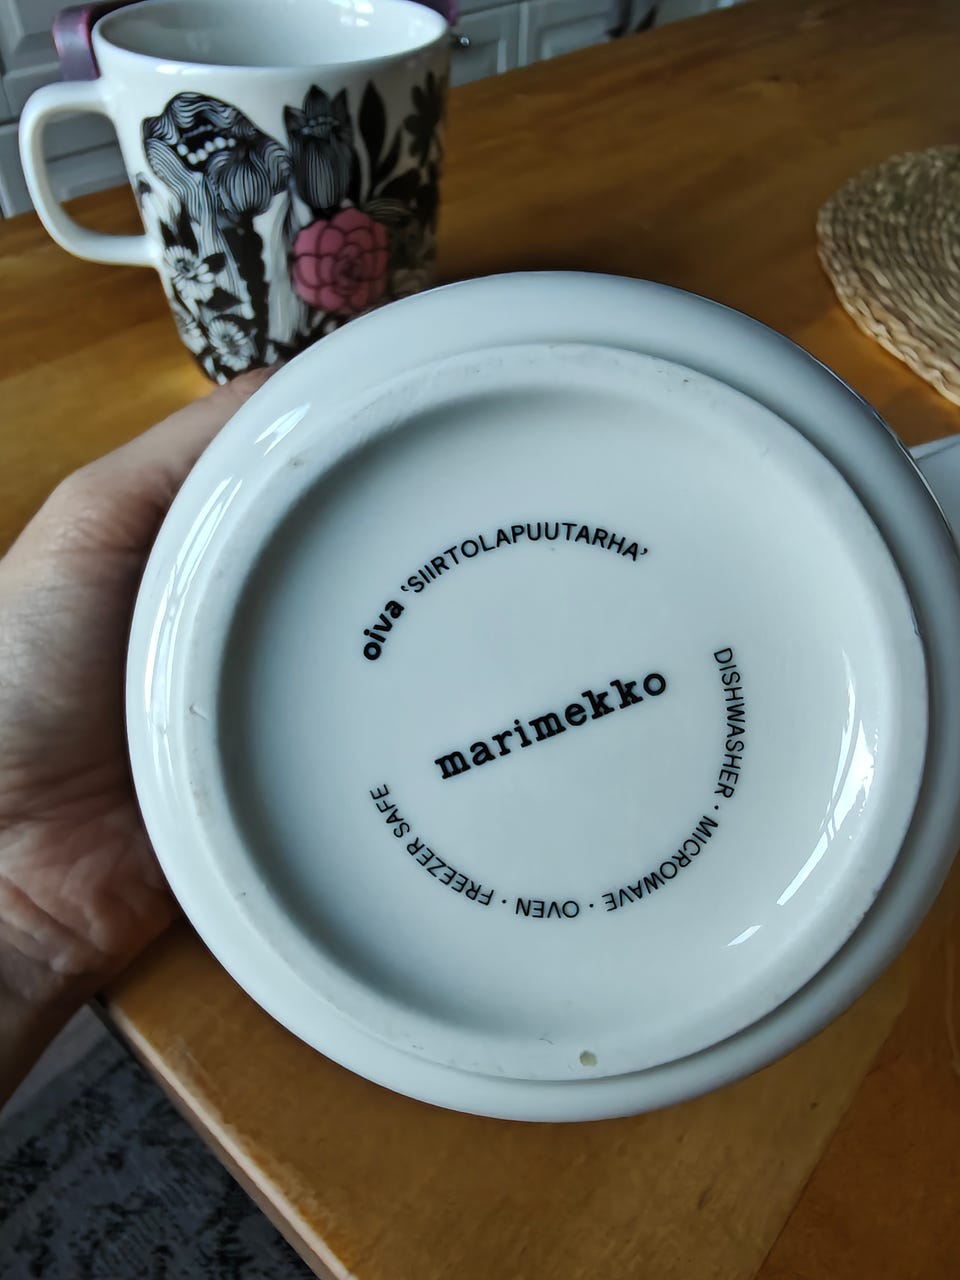 oiva ‘SIIRTOLAPUUTARHA’
marimekko
DISHWASHER · MICROWAVE · OVEN · FREEZER SAFE